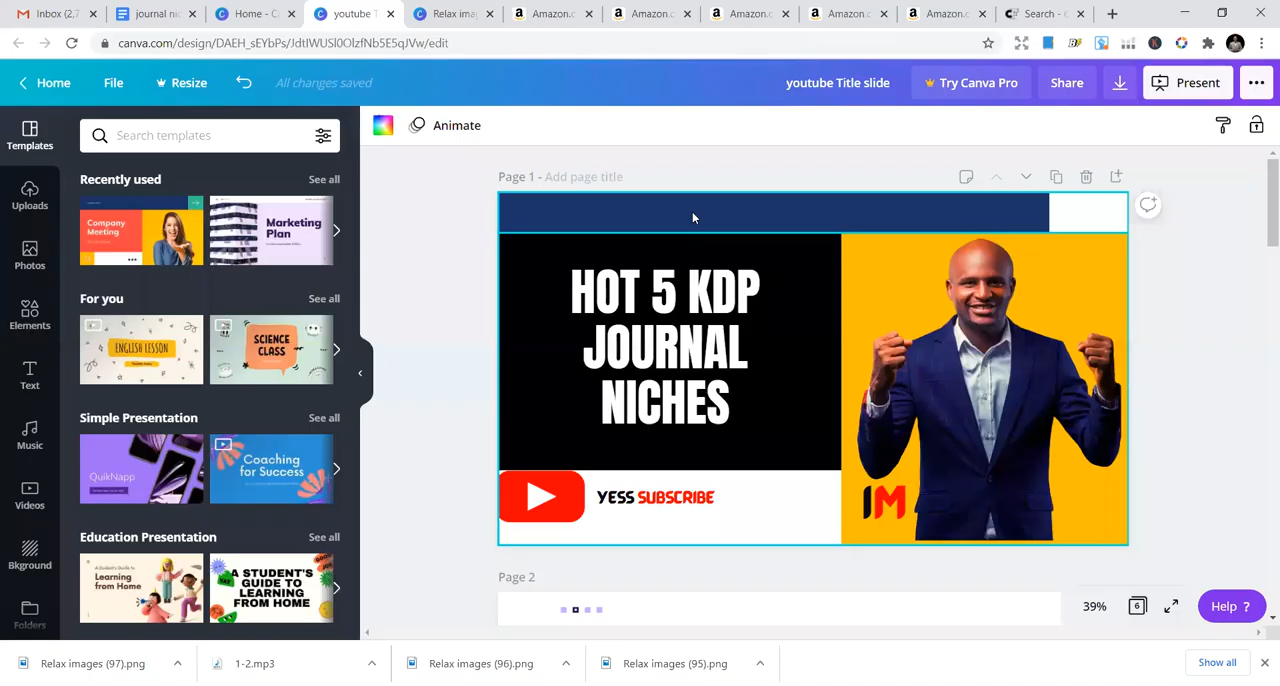 Inbox (2,7
journal nic
Home - C
youtube T
Relax ima
Amazon.c
Amazon.c
Amazon.c
Amazon.c
Amazon.c
Search -
canva.com/design/DAEH_sEYbPs/JdtIWUSl0OlzfNb5E5qJVw/edit
Home
File
Resize
All changes saved
youtube Title slide
Try Canva Pro
Share
Present
Templates
Uploads
Photos
Elements
Text
Music
Videos
Bkground
Folders
Search templates
Recently used
See all
Company
Meeting
Marketing
Plan
For you
See all
ENGLISH LESSON
SCIENCE
CLASS
Simple Presentation
See all
QuikNapp
Coaching
for Success
Education Presentation
See all
Learning
from Home
A STUDENT'S
GUIDE TO
LEARNING
FROM HOME
Animate
Page 1 - Add page title
HOT 5 KDP
JOURNAL
NICHES
YESS SUBSCRIBE
IM
Page 2
39%
6
Help ?
Relax images (97).png
1-2.mp3
Relax images (96).png
Relax images (95).png
Show all